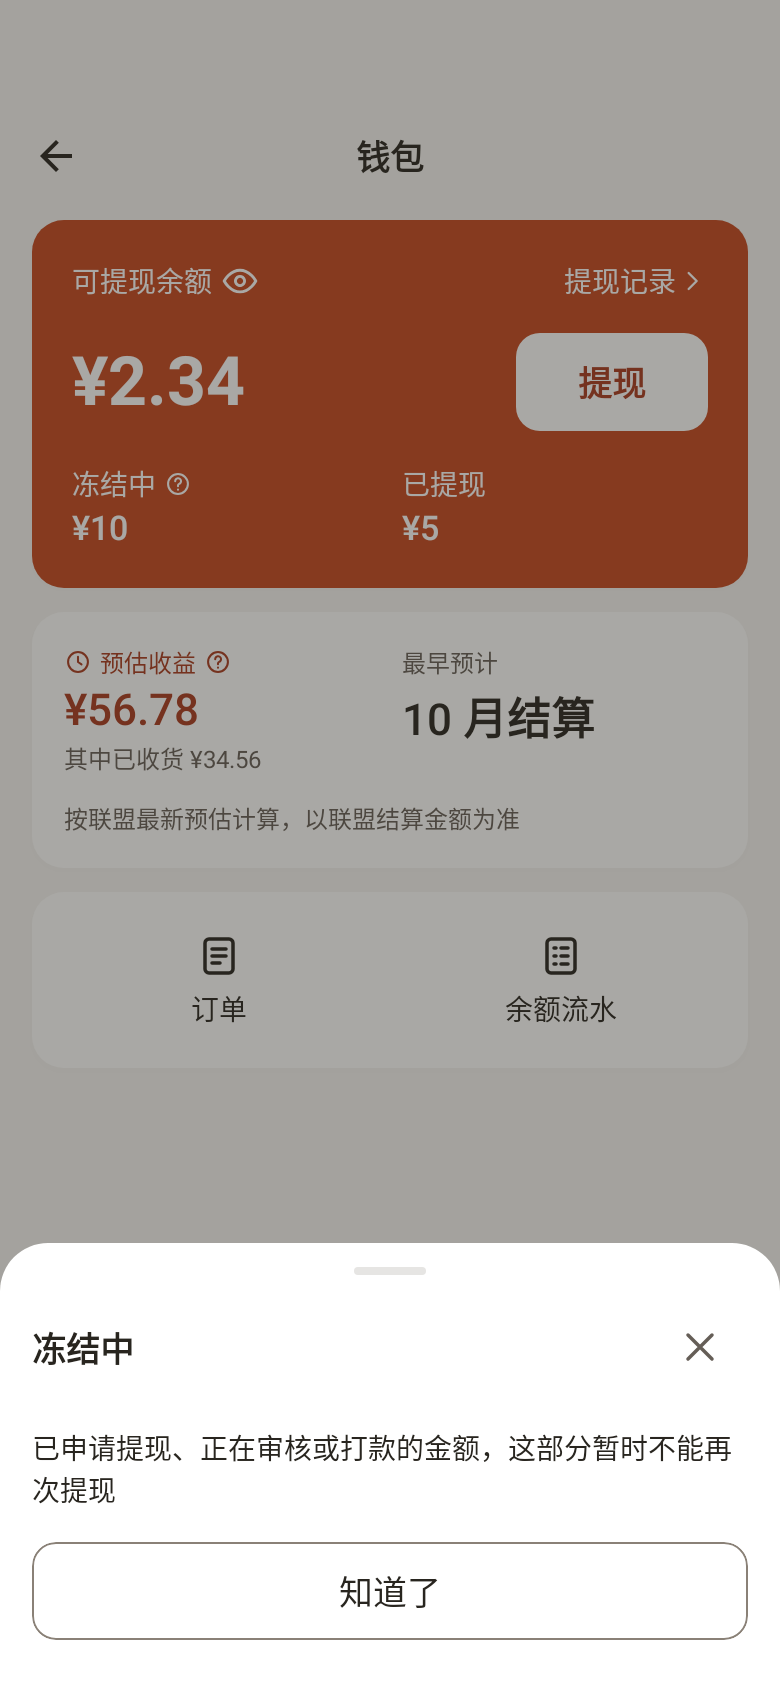 钱包
可提现余额
提现记录
¥2.34
提现
冻结中
已提现
¥10
¥5
预估收益
最早预计
¥56.78
10 月结算
其中已收货 ¥34.56
按联盟最新预估计算，以联盟结算金额为准
订单
余额流水
冻结中
已申请提现、正在审核或打款的金额，这部分暂时不能再
次提现
知道了